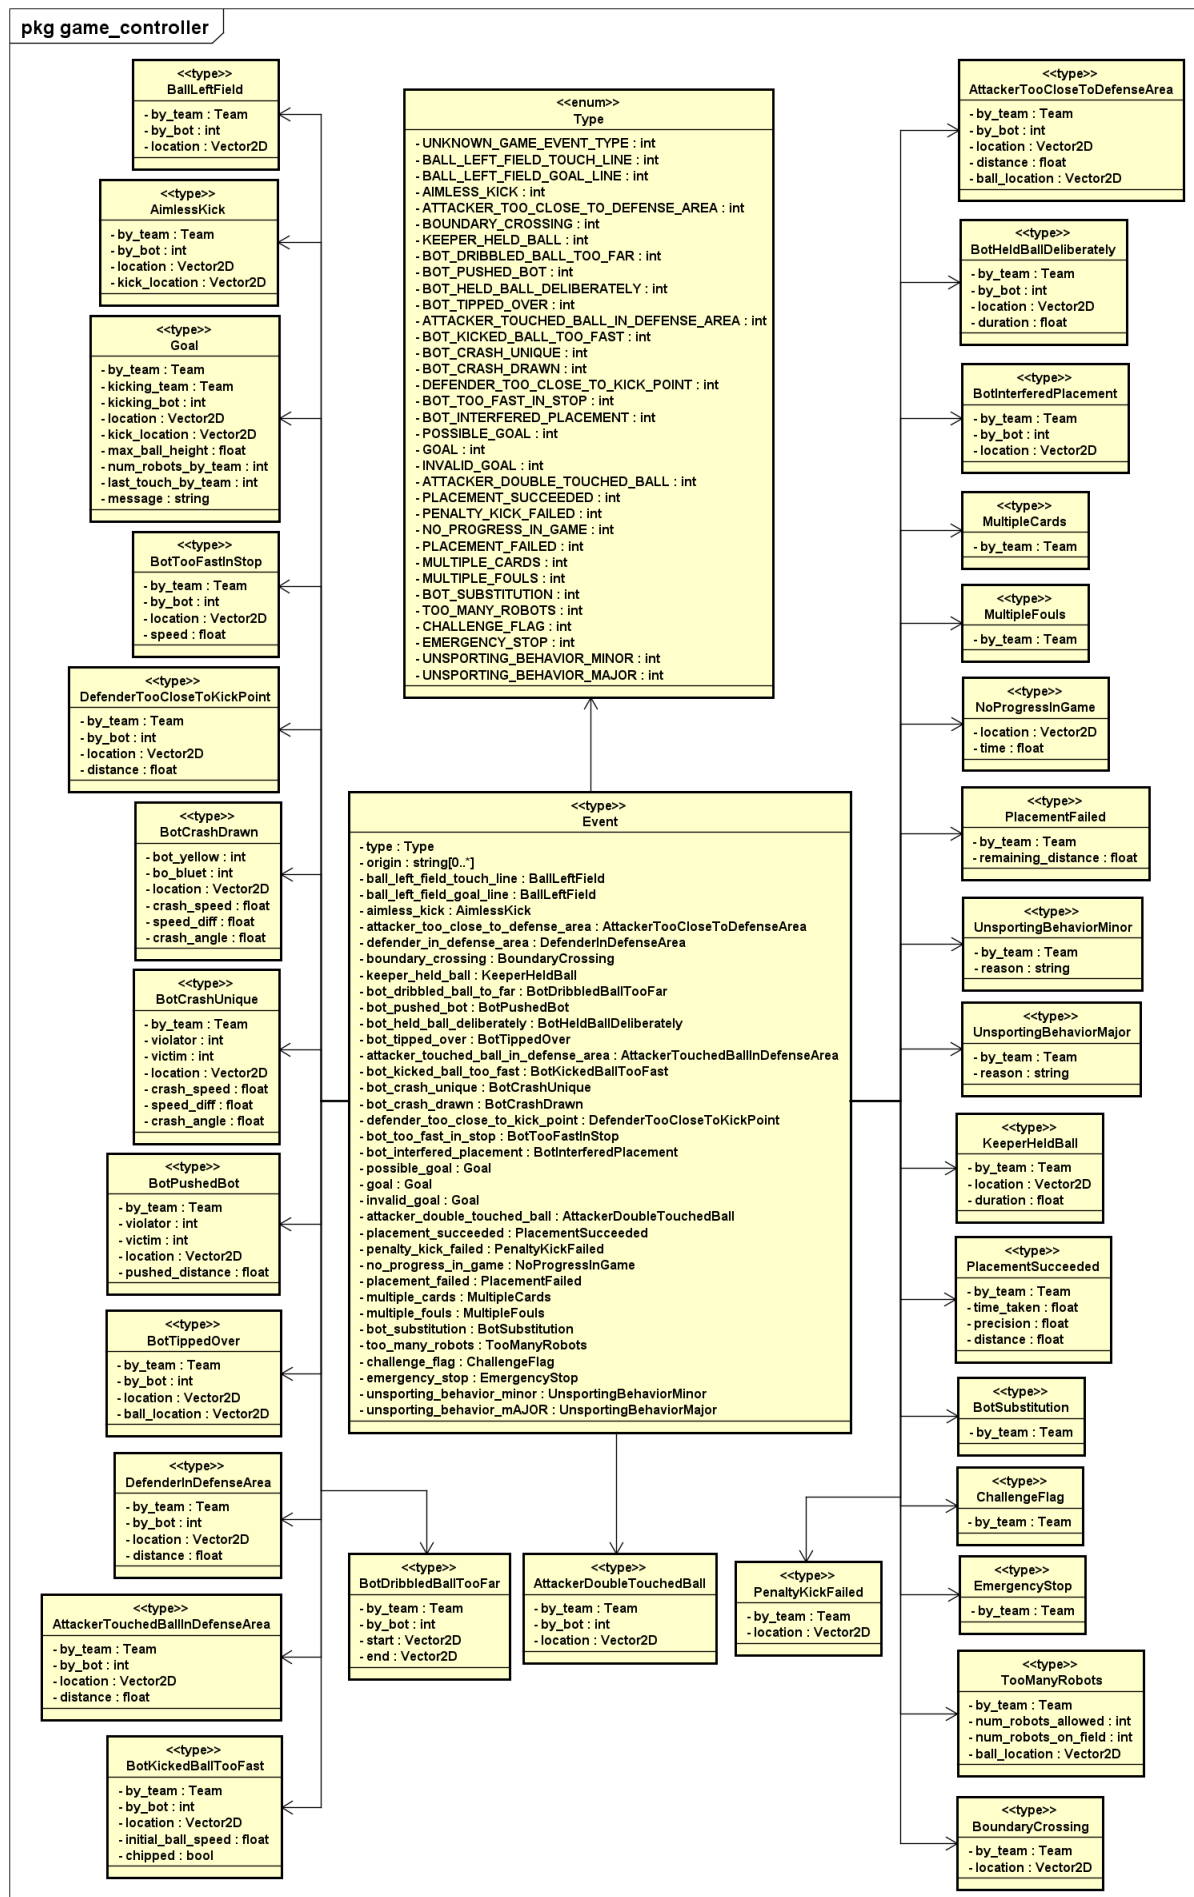 pkg game_controller
<<type>>
BallLeftField
- by_team : Team
- by_bot : int
- location : Vector2D
<<type>>
AimlessKick
- by_team : Team
- by_bot : int
- location : Vector2D
- kick_location : Vector2D
<<type>>
Goal
- by_team : Team
- kicking_team : Team
- kicking_bot : int
- location : Vector2D
- kick_location : Vector2D
- max_ball_height : float
- num_robots_by_team : int
- last_touch_by_team : int
- message : string
<<type>>
BotTooFastInStop
- by_team : Team
- by_bot : int
- location : Vector2D
- speed : float
<<type>>
DefenderTooCloseToKickPoint
- by_team : Team
- by_bot : int
- location : Vector2D
- distance : float
<<type>>
BotCrashDrawn
- bot_yellow : int
- bo_bluet : int
- location : Vector2D
- crash_speed : float
- speed_diff : float
- crash_angle : float
<<type>>
BotCrashUnique
- by_team : Team
- violator : int
- victim : int
- location : Vector2D
- crash_speed : float
- speed_diff : float
- crash_angle : float
<<type>>
BotPushedBot
- by_team : Team
- violator : int
- victim : int
- location : Vector2D
- pushed_distance : float
<<type>>
BotTippedOver
- by_team : Team
- by_bot : int
- location : Vector2D
- ball_location : Vector2D
<<type>>
DefenderInDefenseArea
- by_team : Team
- by_bot : int
- location : Vector2D
- distance : float
<<type>>
AttackerTouchedBallInDefenseArea
- by_team : Team
- by_bot : int
- location : Vector2D
- distance : float
<<type>>
BotKickedBallTooFast
- by_team : Team
- by_bot : int
- location : Vector2D
- initial_ball_speed : float
- chipped : bool
<<enum>>
Type
- UNKNOWN_GAME_EVENT_TYPE : int
- BALL_LEFT_FIELD_TOUCH_LINE : int
- BALL_LEFT_FIELD_GOAL_LINE : int
- AIMLESS_KICK : int
- ATTACKER_TOO_CLOSE_TO_DEFENSE_AREA : int
- BOUNDARY_CROSSING : int
- KEEPER_HELD_BALL : int
- BOT_DRIBBLED_BALL_TOO_FAR : int
- BOT_PUSHED_BOT : int
- BOT_HELD_BALL_DELIBERATELY : int
- BOT_TIPPED_OVER : int
- ATTACKER_TOUCHED_BALL_IN_DEFENSE_AREA : int
- BOT_KICKED_BALL_TOO_FAST : int
- BOT_CRASH_UNIQUE : int
- BOT_CRASH_DRAWN : int
- DEFENDER_TOO_CLOSE_TO_KICK_POINT : int
- BOT_TOO_FAST_IN_STOP : int
- BOT_INTERFERED_PLACEMENT : int
- POSSIBLE_GOAL : int
- GOAL : int
- INVALID_GOAL : int
- ATTACKER_DOUBLE_TOUCHED_BALL : int
- PLACEMENT_SUCCEEDED : int
- PENALTY_KICK_FAILED : int
- NO_PROGRESS_IN_GAME : int
- PLACEMENT_FAILED : int
- MULTIPLE_CARDS : int
- MULTIPLE_FOULS : int
- BOT_SUBSTITUTION : int
- TOO_MANY_ROBOTS : int
- CHALLENGE_FLAG : int
- EMERGENCY_STOP : int
- UNSPORTING_BEHAVIOR_MINOR : int
- UNSPORTING_BEHAVIOR_MAJOR : int
<<type>>
Event
- type : Type
- origin : string[0..*]
- ball_left_field_touch_line : BallLeftField
- ball_left_field_goal_line : BallLeftField
- aimless_kick : AimlessKick
- attacker_too_close_to_defense_area : AttackerTooCloseToDefenseArea
- defender_in_defense_area : DefenderInDefenseArea
- boundary_crossing : BoundaryCrossing
- keeper_held_ball : KeeperHeldBall
- bot_dribbled_ball_to_far : BotDribbledBallTooFar
- bot_pushed_bot : BotPushedBot
- bot_held_ball_deliberately : BotHeldBallDeliberately
- bot_tipped_over : BotTippedOver
- attacker_touched_ball_in_defense_area : AttackerTouchedBallInDefenseArea
- bot_kicked_ball_too_fast : BotKickedBallTooFast
- bot_crash_unique : BotCrashUnique
- bot_crash_drawn : BotCrashDrawn
- defender_too_close_to_kick_point : DefenderTooCloseToKickPoint
- bot_too_fast_in_stop : BotTooFastInStop
- bot_interfered_placement : BotInterferedPlacement
- possible_goal : Goal
- goal : Goal
- invalid_goal : Goal
- attacker_double_touched_ball : AttackerDoubleTouchedBall
- placement_succeeded : PlacementSucceeded
- penalty_kick_failed : PenaltyKickFailed
- no_progress_in_game : NoProgressInGame
- placement_failed : PlacementFailed
- multiple_cards : MultipleCards
- multiple_fouls : MultipleFouls
- bot_substitution : BotSubstitution
- too_many_robots : TooManyRobots
- challenge_flag : ChallengeFlag
- emergency_stop : EmergencyStop
- unsporting_behavior_minor : UnsportingBehaviorMinor
- unsporting_behavior_mAJOR : UnsportingBehaviorMajor
<<type>>
BotDribbledBallTooFar
- by_team : Team
- by_bot : int
- start : Vector2D
- end : Vector2D
<<type>>
AttackerDoubleTouchedBall
- by_team : Team
- by_bot : int
- location : Vector2D
<<type>>
PenaltyKickFailed
- by_team : Team
- location : Vector2D
<<type>>
AttackerTooCloseToDefenseArea
- by_team : Team
- by_bot : int
- location : Vector2D
- distance : float
- ball_location : Vector2D
<<type>>
BotHeldBallDeliberately
- by_team : Team
- by_bot : int
- location : Vector2D
- duration : float
<<type>>
BotInterferedPlacement
- by_team : Team
- by_bot : int
- location : Vector2D
<<type>>
MultipleCards
- by_team : Team
<<type>>
MultipleFouls
- by_team : Team
<<type>>
NoProgressInGame
- location : Vector2D
- time : float
<<type>>
PlacementFailed
- by_team : Team
- remaining_distance : float
<<type>>
UnsportingBehaviorMinor
- by_team : Team
- reason : string
<<type>>
UnsportingBehaviorMajor
- by_team : Team
- reason : string
<<type>>
KeeperHeldBall
- by_team : Team
- location : Vector2D
- duration : float
<<type>>
PlacementSucceeded
- by_team : Team
- time_taken : float
- precision : float
- distance : float
<<type>>
BotSubstitution
- by_team : Team
<<type>>
ChallengeFlag
- by_team : Team
<<type>>
EmergencyStop
- by_team : Team
<<type>>
TooManyRobots
- by_team : Team
- num_robots_allowed : int
- num_robots_on_field : int
- ball_location : Vector2D
<<type>>
BoundaryCrossing
- by_team : Team
- location : Vector2D